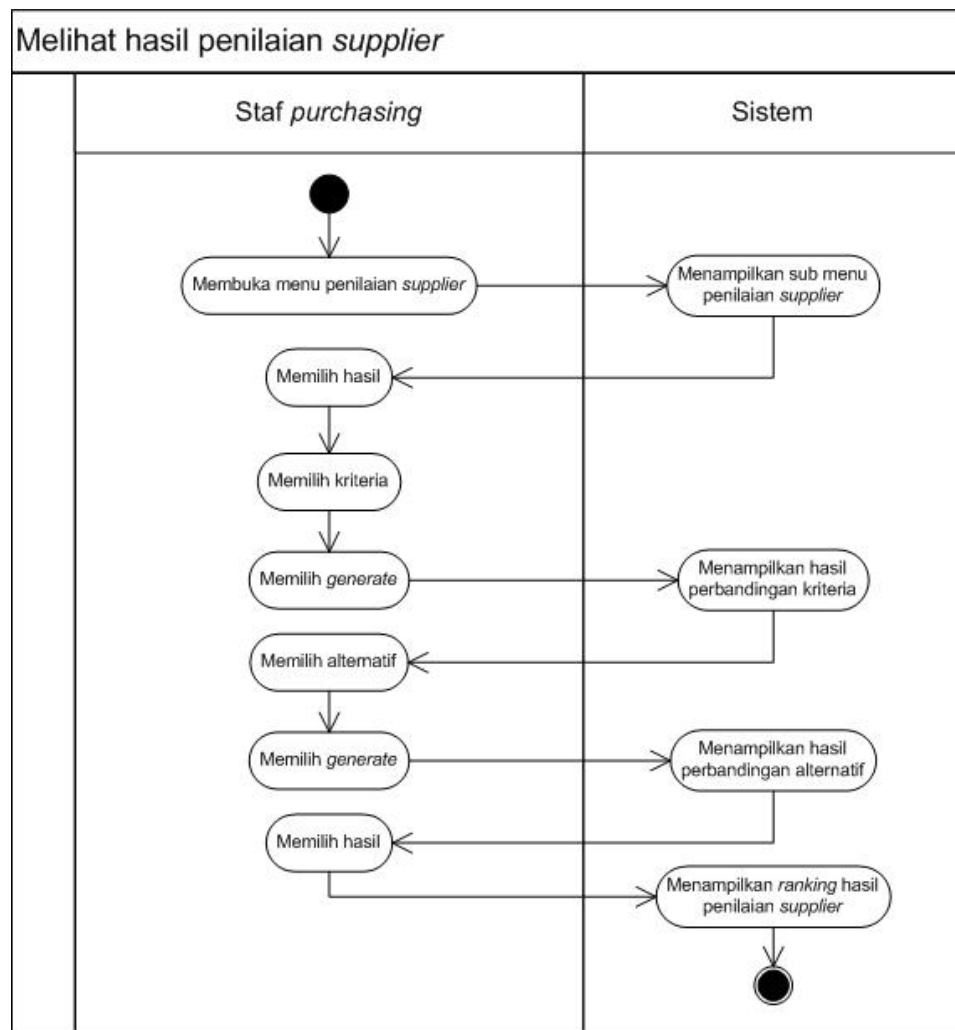 Melihat hasil penilaian supplier
Staf purchasing
Sistem
Membuka menu penilaian supplier
Menampilkan sub menu
penilaian supplier
Memilih hasil
Memilih kriteria
Memilih generate
Menampilkan hasil
perbandingan kriteria
Memilih alternatif
Memilih generate
Menampilkan hasil
perbandingan alternatif
Memilih hasil
Menampilkan ranking hasil
penilaian supplier